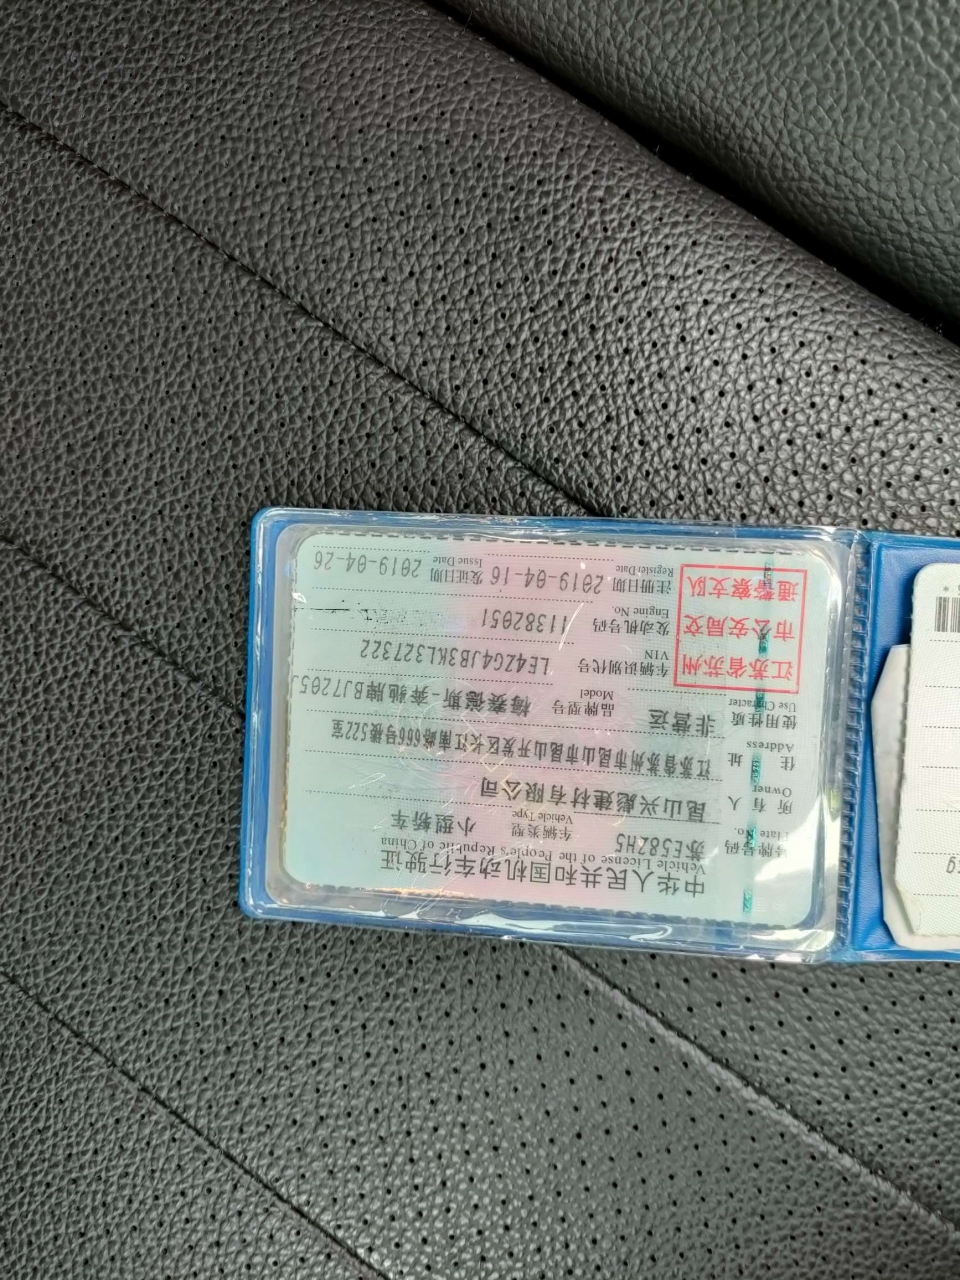 中华人民共和国机动车行驶证
Vehicle License of the People's Republic of China
号牌号码 苏E58ZH5 车辆类型 小型轿车
Plate No. Vehicle Type
所有人 昆山兴彪建材有限公司
Owner
住址 江苏省苏州市昆山市昆山开发区长江南路666号楼522室
Address
使用性质 非营运 品牌型号 梅赛德斯-奔驰牌BJ7205
Use Character Model
江苏省苏州
市公安局交
通警察支队
车辆识别代号 LE4ZG4JB3KL327322
VIN
发动机号码 11382051
Engine No.
注册日期 2019-04-16 发证日期 2019-04-26
Register Date Issue Date